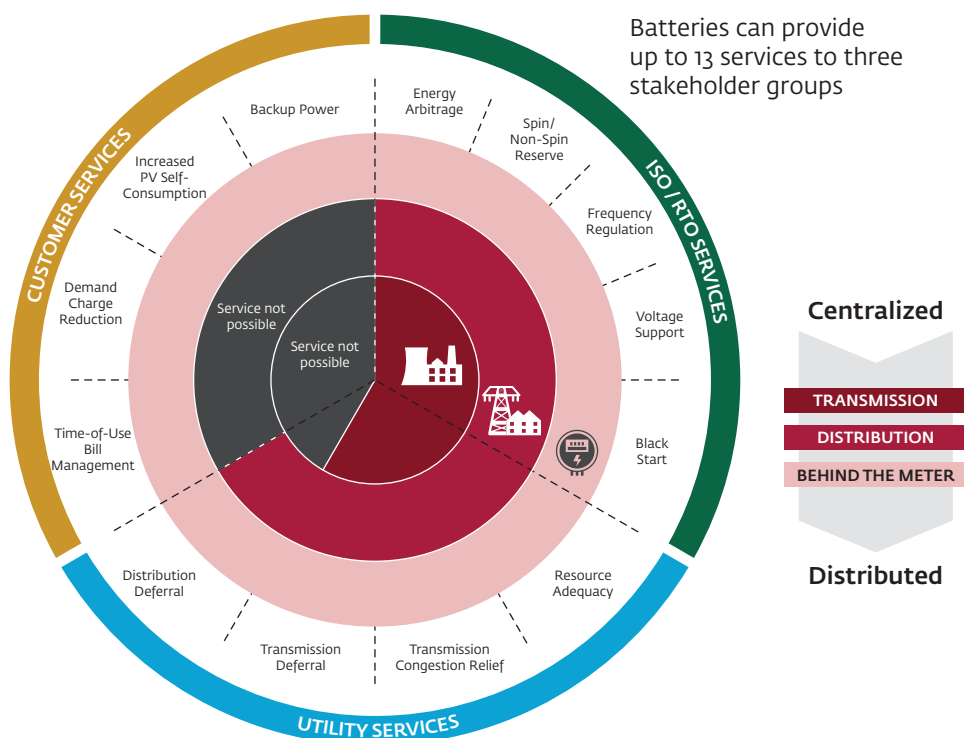 Batteries can provide
up to 13 services to three
stakeholder groups
CUSTOMER SERVICES
ISO / RTO SERVICES
UTILITY SERVICES
Backup Power
Energy
Arbitrage
Spin/
Non-Spin
Reserve
Frequency
Regulation
Voltage
Support
Black
Start
Resource
Adequacy
Transmission
Congestion Relief
Transmission
Deferral
Distribution
Deferral
Time-of-Use
Bill
Management
Demand
Charge
Reduction
Increased
PV Self-
Consumption
Service not
possible
Service not
possible
Centralized
TRANSMISSION
DISTRIBUTION
BEHIND THE METER
Distributed